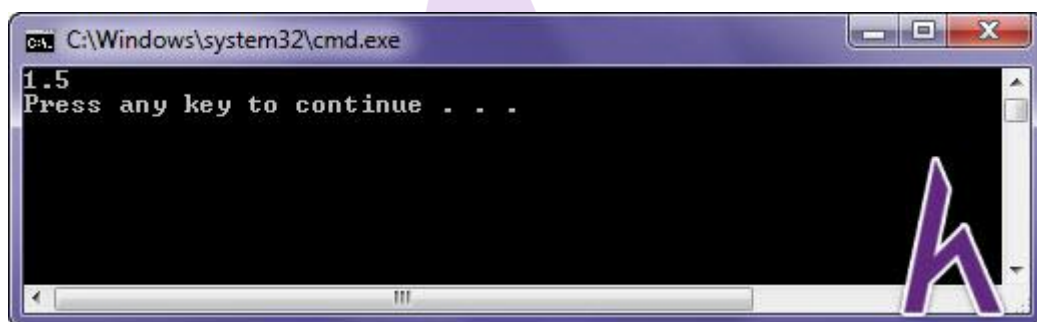 C:\Windows\system32\cmd.exe
1.5
Press any key to continue . . .